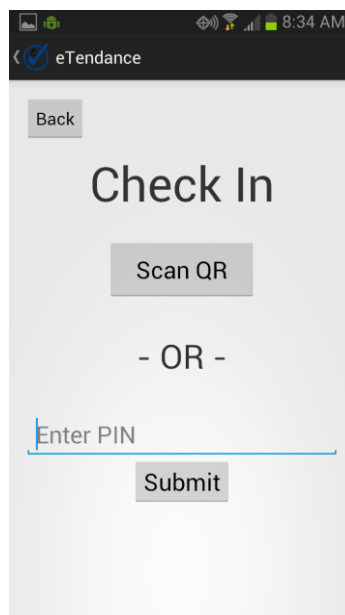 8:34 AM
eTendance
Back
Check In
Scan QR
- OR -
Enter PIN
Submit